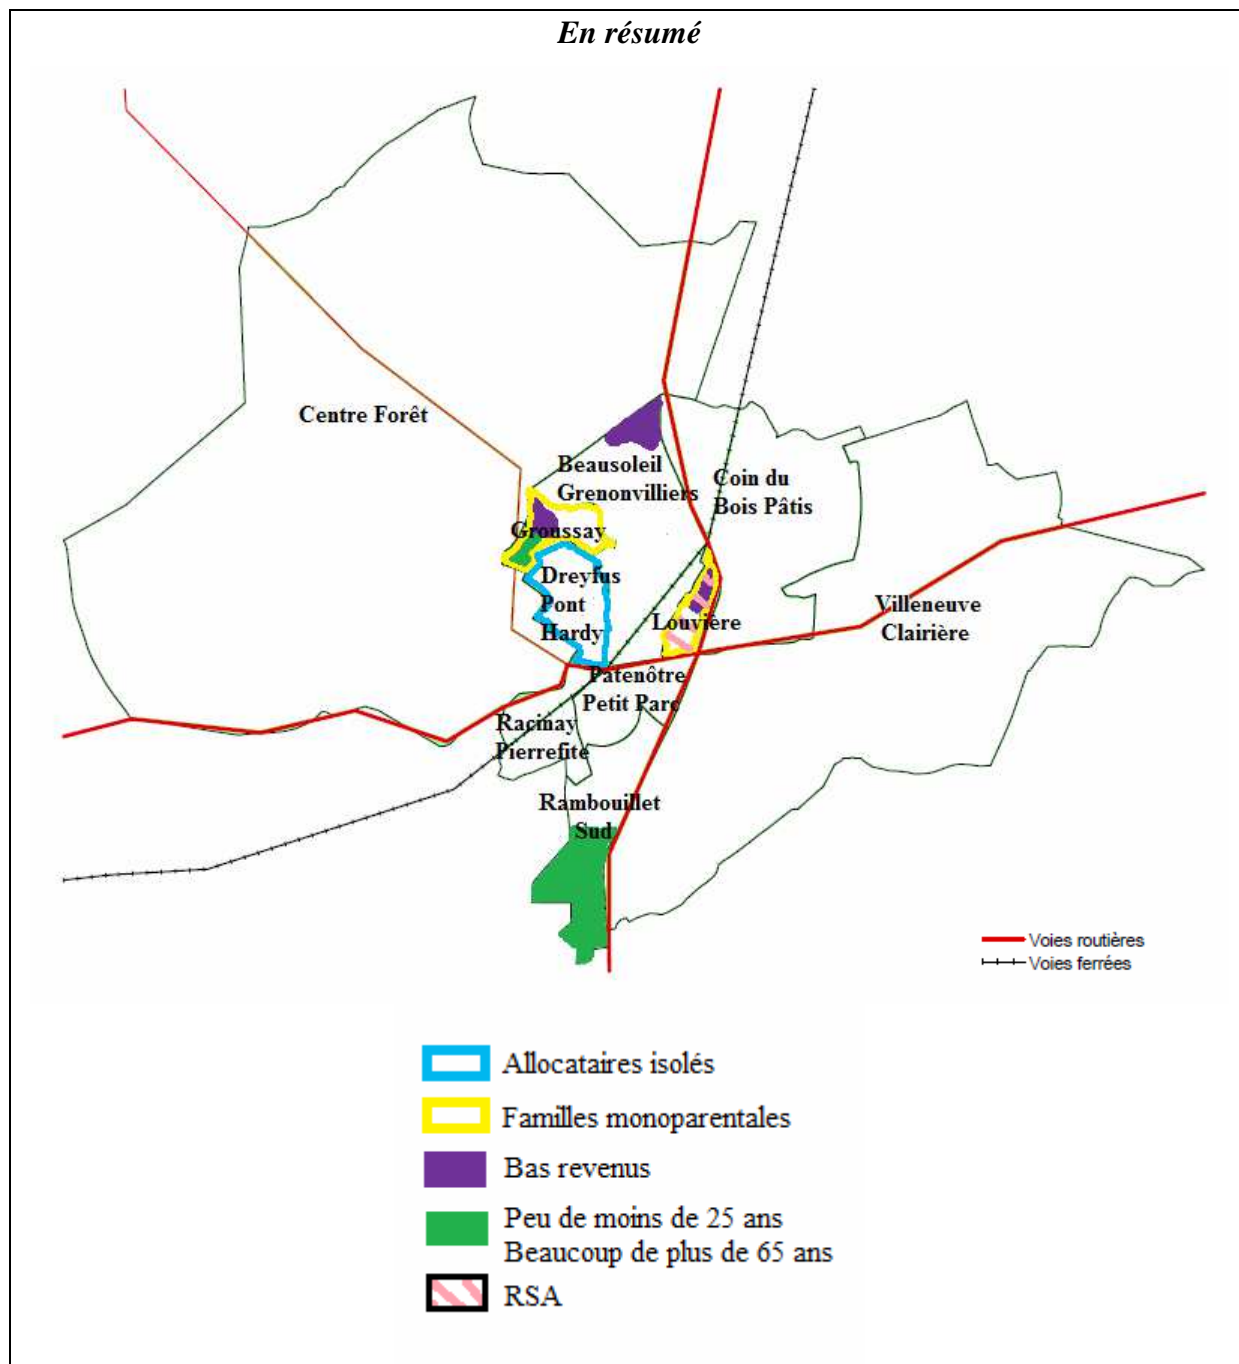 En résumé
Centre Forêt
Beausoleil
Grenonvilliers
Coin du
Bois Pâtis
Groussay
Dreyfus
Pont
Hardy
Louvière
Villeneuve
Clairière
Patenôtre
Petit Parc
Racinay
Pierrefite
Rambouillet
Sud
Voies routières
Voies ferrées
Allocataires isolés
Familles monoparentales
Bas revenus
Peu de moins de 25 ans
Beaucoup de plus de 65 ans
RSA